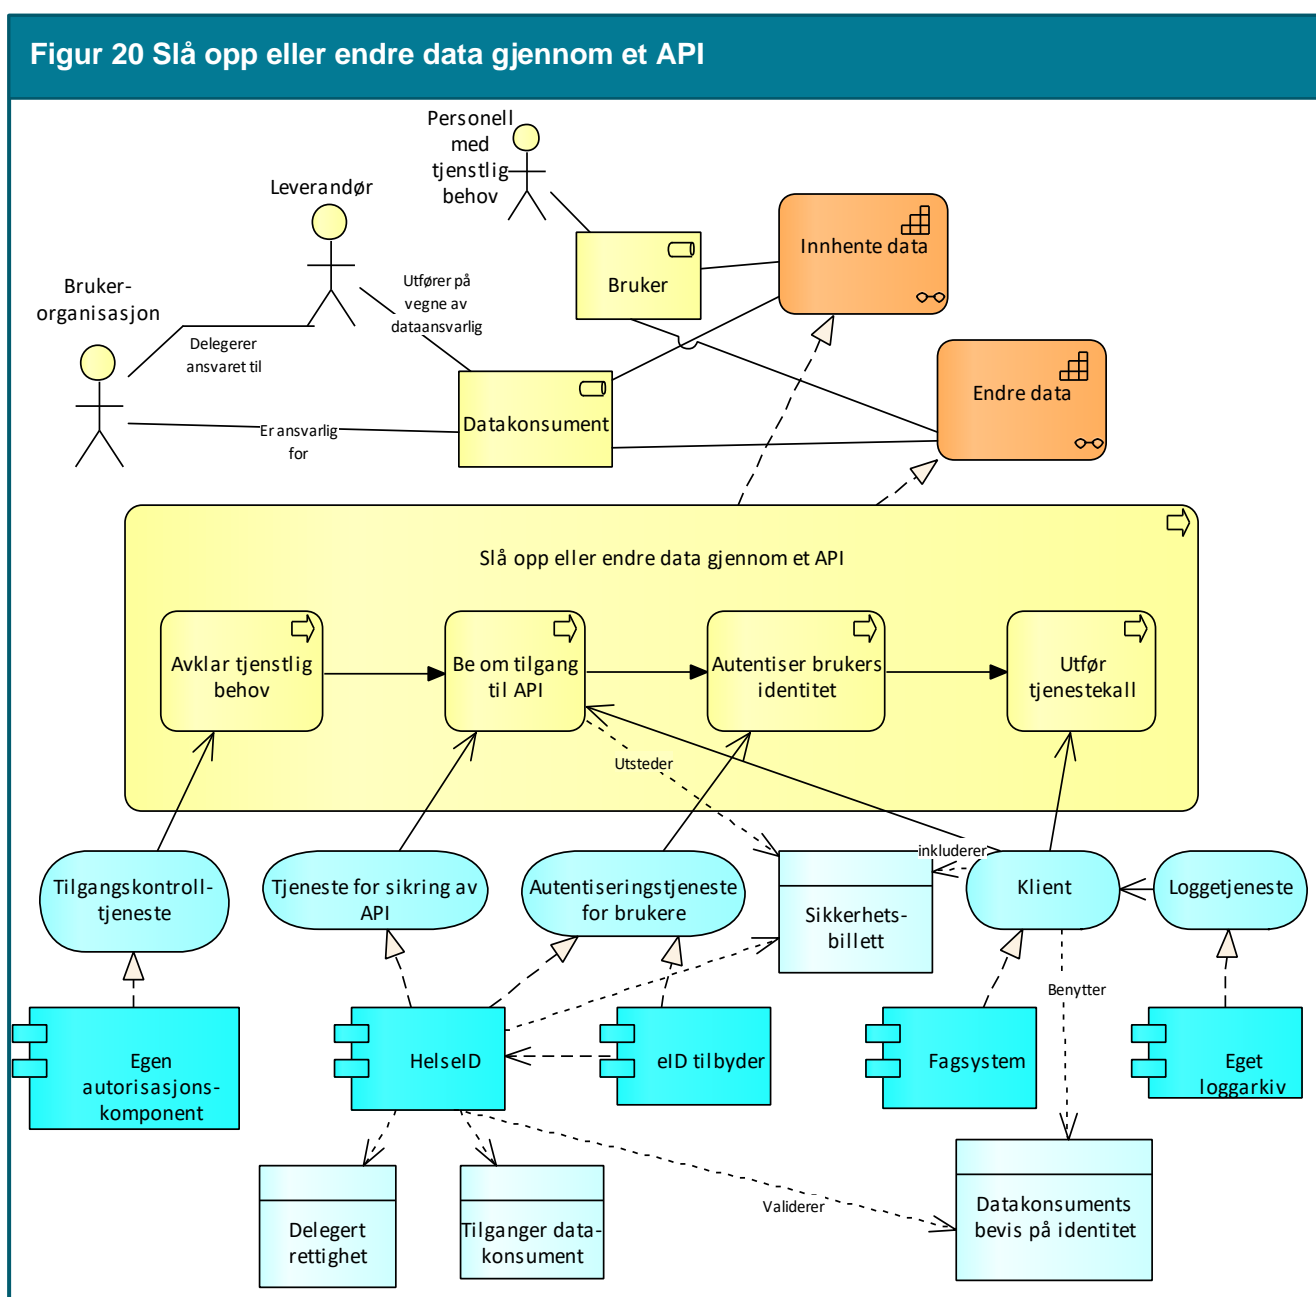 Figur 20 Slå opp eller endre data gjennom et API
Personell
med
tjenstlig
behov
Leverandør
Bruker-
organisasjon
Utfører på
vegne av
dataansvarlig
Delegerer
ansvaret til
Er ansvarlig
for
Bruker
Datakonsument
Innhente data
Endre data
Slå opp eller endre data gjennom et API
Avklar tjenstlig
behov
Be om tilgang
til API
Autentiser brukers
identitet
Utfør
tjenestekall
Utsteder
inkluderer
Tilgangskontroll-
tjeneste
Tjeneste for sikring av
API
Autentiseringstjeneste
for brukere
Sikkerhets-
billett
Klient
Loggetjeneste
Benytter
Egen
autorisasjons-
komponent
HelseID
eID tilbyder
Fagsystem
Eget
loggarkiv
Validerer
Delegert
rettighet
Tilganger data-
konsument
Datakonsuments
bevis på identitet